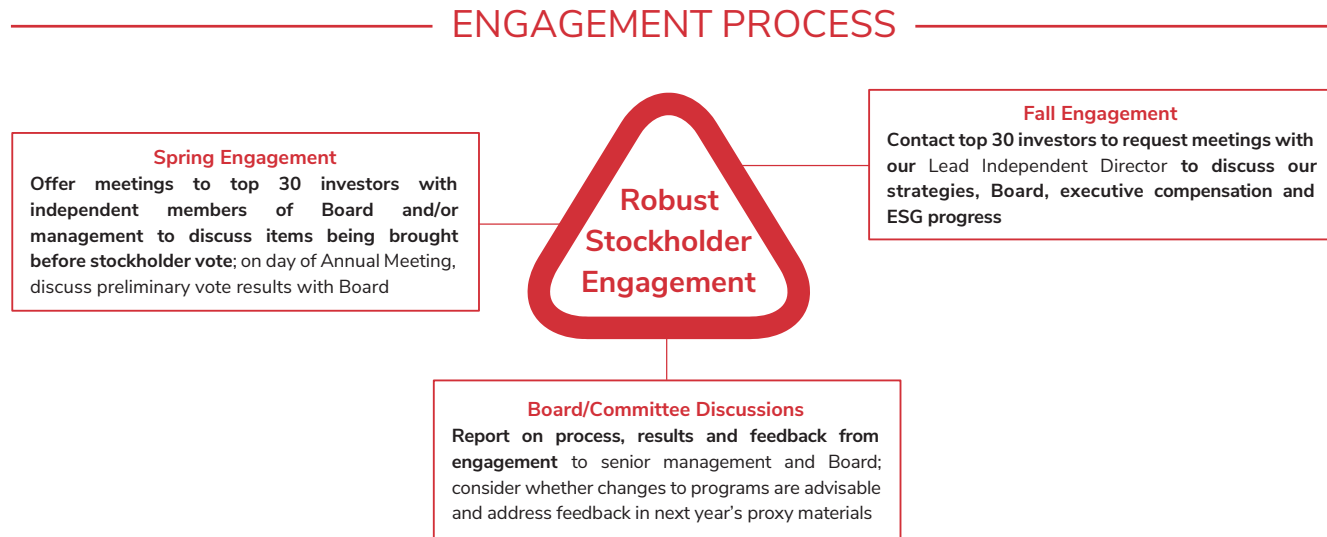 ENGAGEMENT PROCESS
Spring Engagement
Offer meetings to top 30 investors with
independent members of Board and/or
management to discuss items being brought
before stockholder vote; on day of Annual Meeting,
discuss preliminary vote results with Board
Robust
Stockholder
Engagement
Fall Engagement
Contact top 30 investors to request meetings with
our Lead Independent Director to discuss our
strategies, Board, executive compensation and
ESG progress
Board/Committee Discussions
Report on process, results and feedback from
engagement to senior management and Board;
consider whether changes to programs are advisable
and address feedback in next year's proxy materials